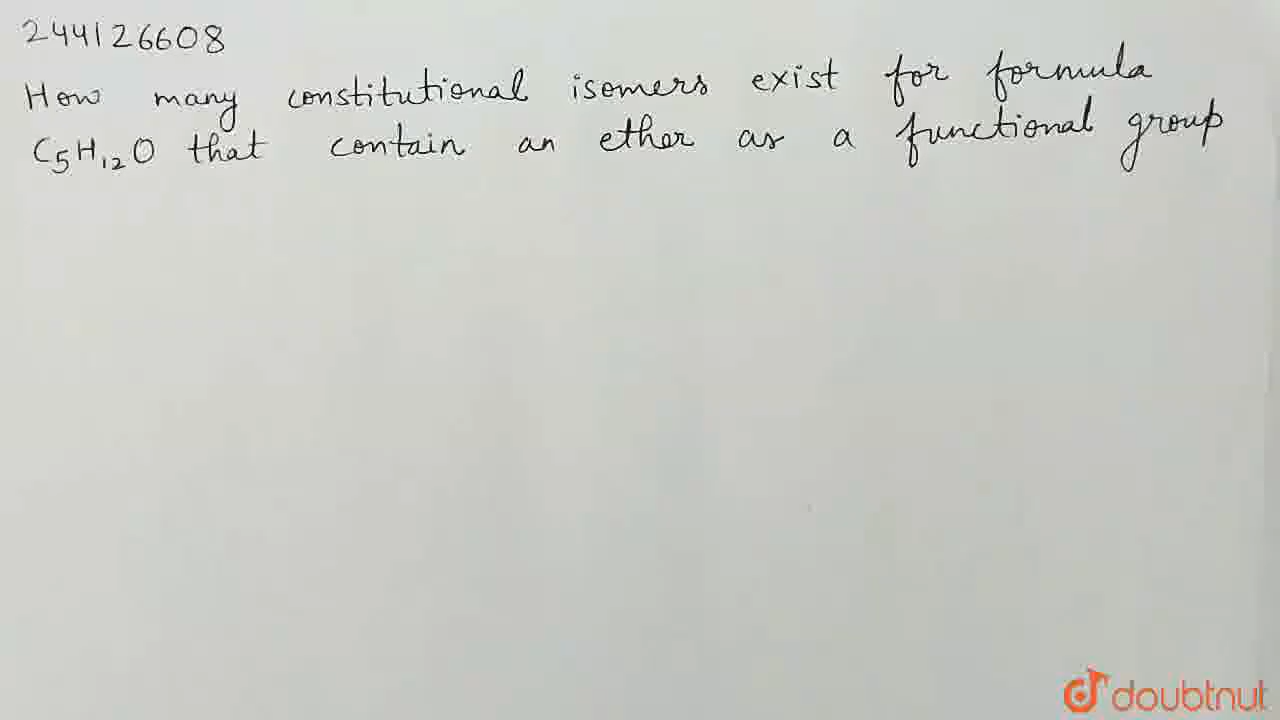 244126608
How many constitutional isomers exist for formula
C₅H₁₂O that contain an ether as a functional group
doubtnut